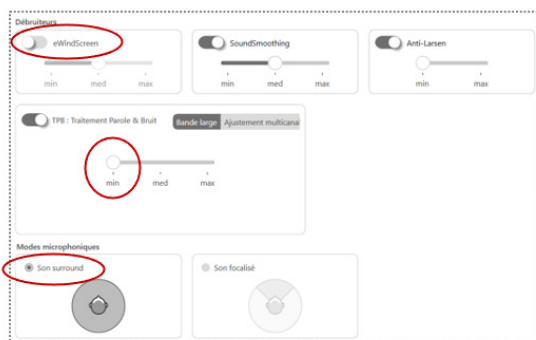 Débruiteurs
eWindScreen
SoundSmoothing
Anti-Larsen
min med max
min med max
min max
TPB : Traitement Parole & Bruit Bande large Ajustement multicana
min med max
Modes microphoniques
Son surround
Son focalisé